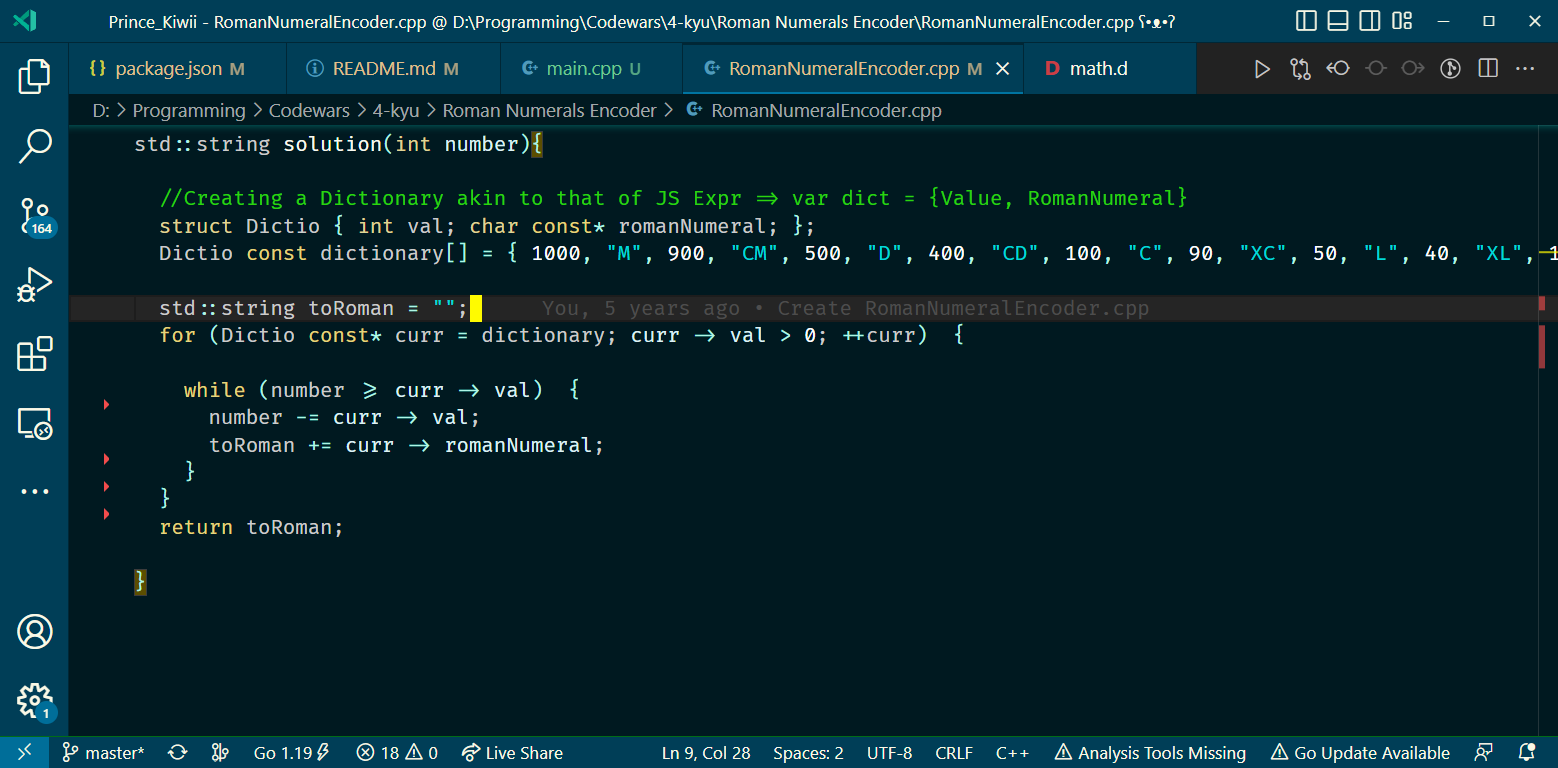 Prince_Kiwii - RomanNumeralEncoder.cpp @ D:\Programming\Codewars\4-kyu\Roman Numerals Encoder\RomanNumeralEncoder.cpp ʕ•ᴥ•ʔ
{} package.json M README.md M main.cpp U RomanNumeralEncoder.cpp M D math.d
D: > Programming > Codewars > 4-kyu > Roman Numerals Encoder > RomanNumeralEncoder.cpp
std::string solution(int number){
//Creating a Dictionary akin to that of JS Expr => var dict = {Value, RomanNumeral}
struct Dictio { int val; char const* romanNumeral; };
Dictio const dictionary[] = { 1000, "M", 900, "CM", 500, "D", 400, "CD", 100, "C", 90, "XC", 50, "L", 40, "XL", 1
std::string toRoman = ""; You, 5 years ago • Create RomanNumeralEncoder.cpp
for (Dictio const* curr = dictionary; curr -> val > 0; ++curr) {
while (number >= curr -> val) {
number -= curr -> val;
toRoman += curr -> romanNumeral;
}
}
return toRoman;
}
164
1
master* Go 1.19 18 0 Live Share Ln 9, Col 28 Spaces: 2 UTF-8 CRLF C++ Analysis Tools Missing Go Update Available